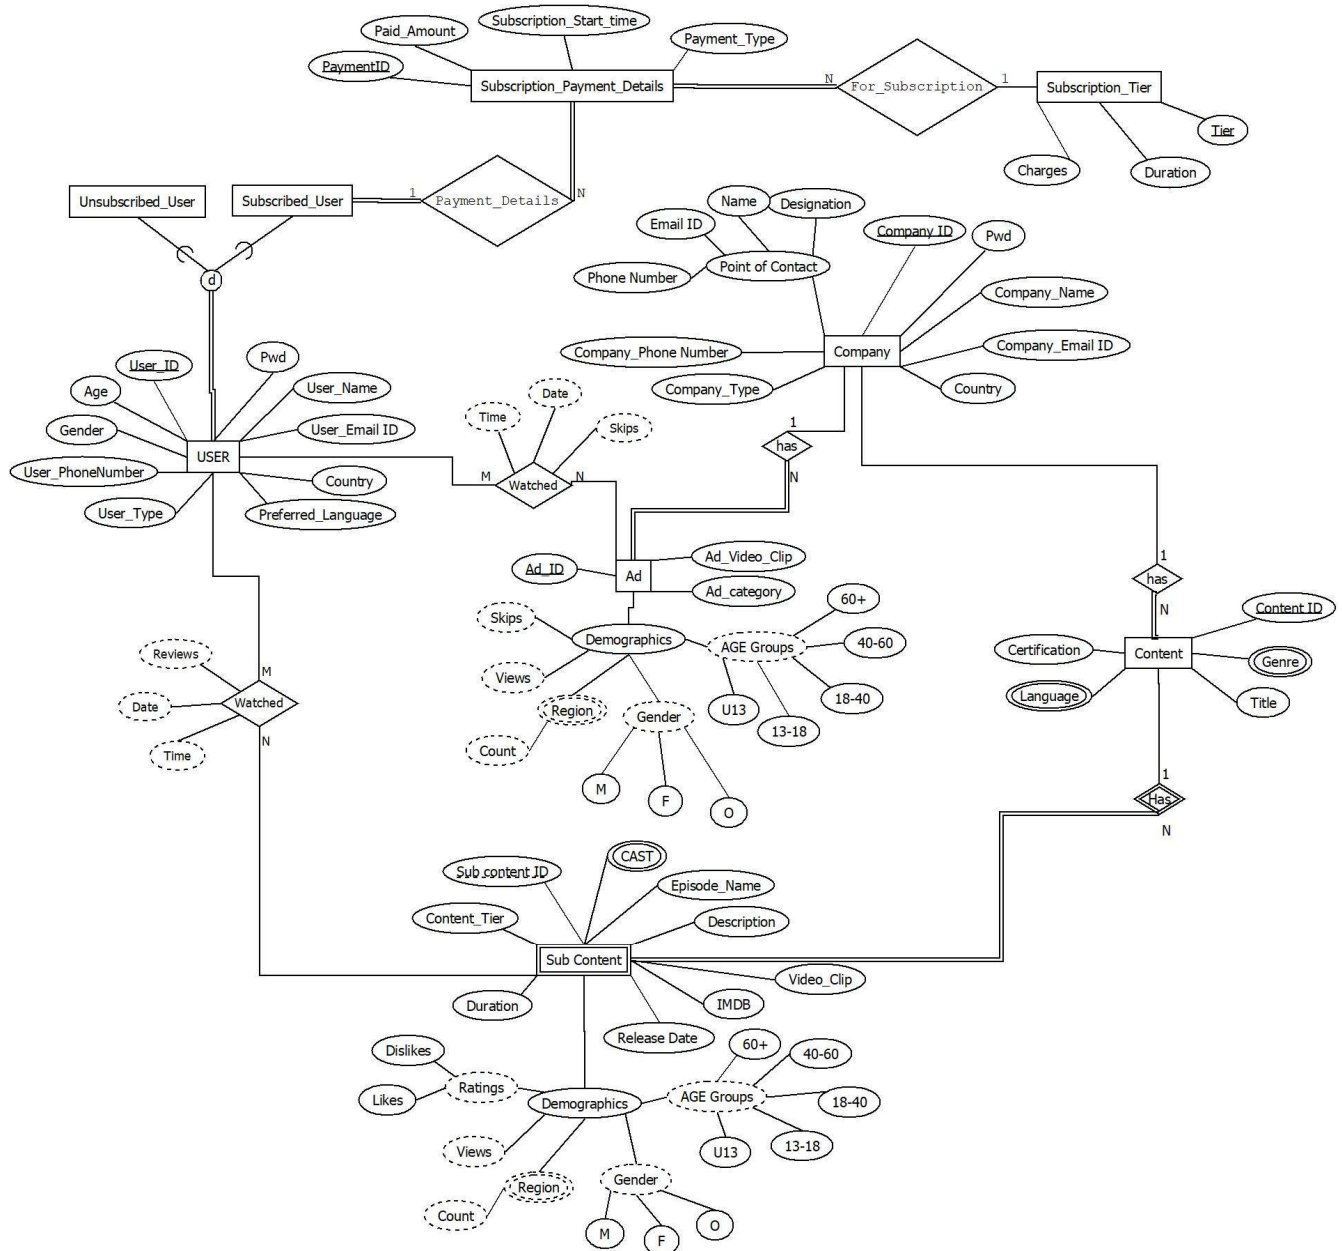 Subscription_Start_time
Paid_Amount
Payment_Type
PaymentID
Subscription_Payment_Details
N
For_Subscription
1
Subscription_Tier
Tier
Charges
Duration
Unsubscribed_User
Subscribed_User
1
Payment_Details
N
d
Name
Designation
Email ID
Company ID
Pwd
Phone Number
Point of Contact
Company_Name
Company_Phone Number
Company
Company_Email ID
Company_Type
Country
User_ID
Pwd
Age
User_Name
Gender
User_Email ID
USER
User_PhoneNumber
Country
User_Type
Preferred_Language
Time
Date
Skips
M
Watched
N
1
has
N
Ad_ID
Ad
Ad_Video_Clip
Ad_category
1
has
N
Content ID
Certification
Content
Genre
Language
Title
Skips
Demographics
AGE Groups
60+
40-60
18-40
13-18
U13
Views
Region
Count
Gender
M
F
O
Reviews
Date
Time
M
Watched
N
1
Has
N
CAST
Sub content ID
Episode_Name
Content_Tier
Description
Sub Content
Video_Clip
Duration
IMDB
Release Date
Dislikes
Ratings
Likes
Demographics
AGE Groups
60+
40-60
18-40
13-18
U13
Views
Region
Count
Gender
M
F
O